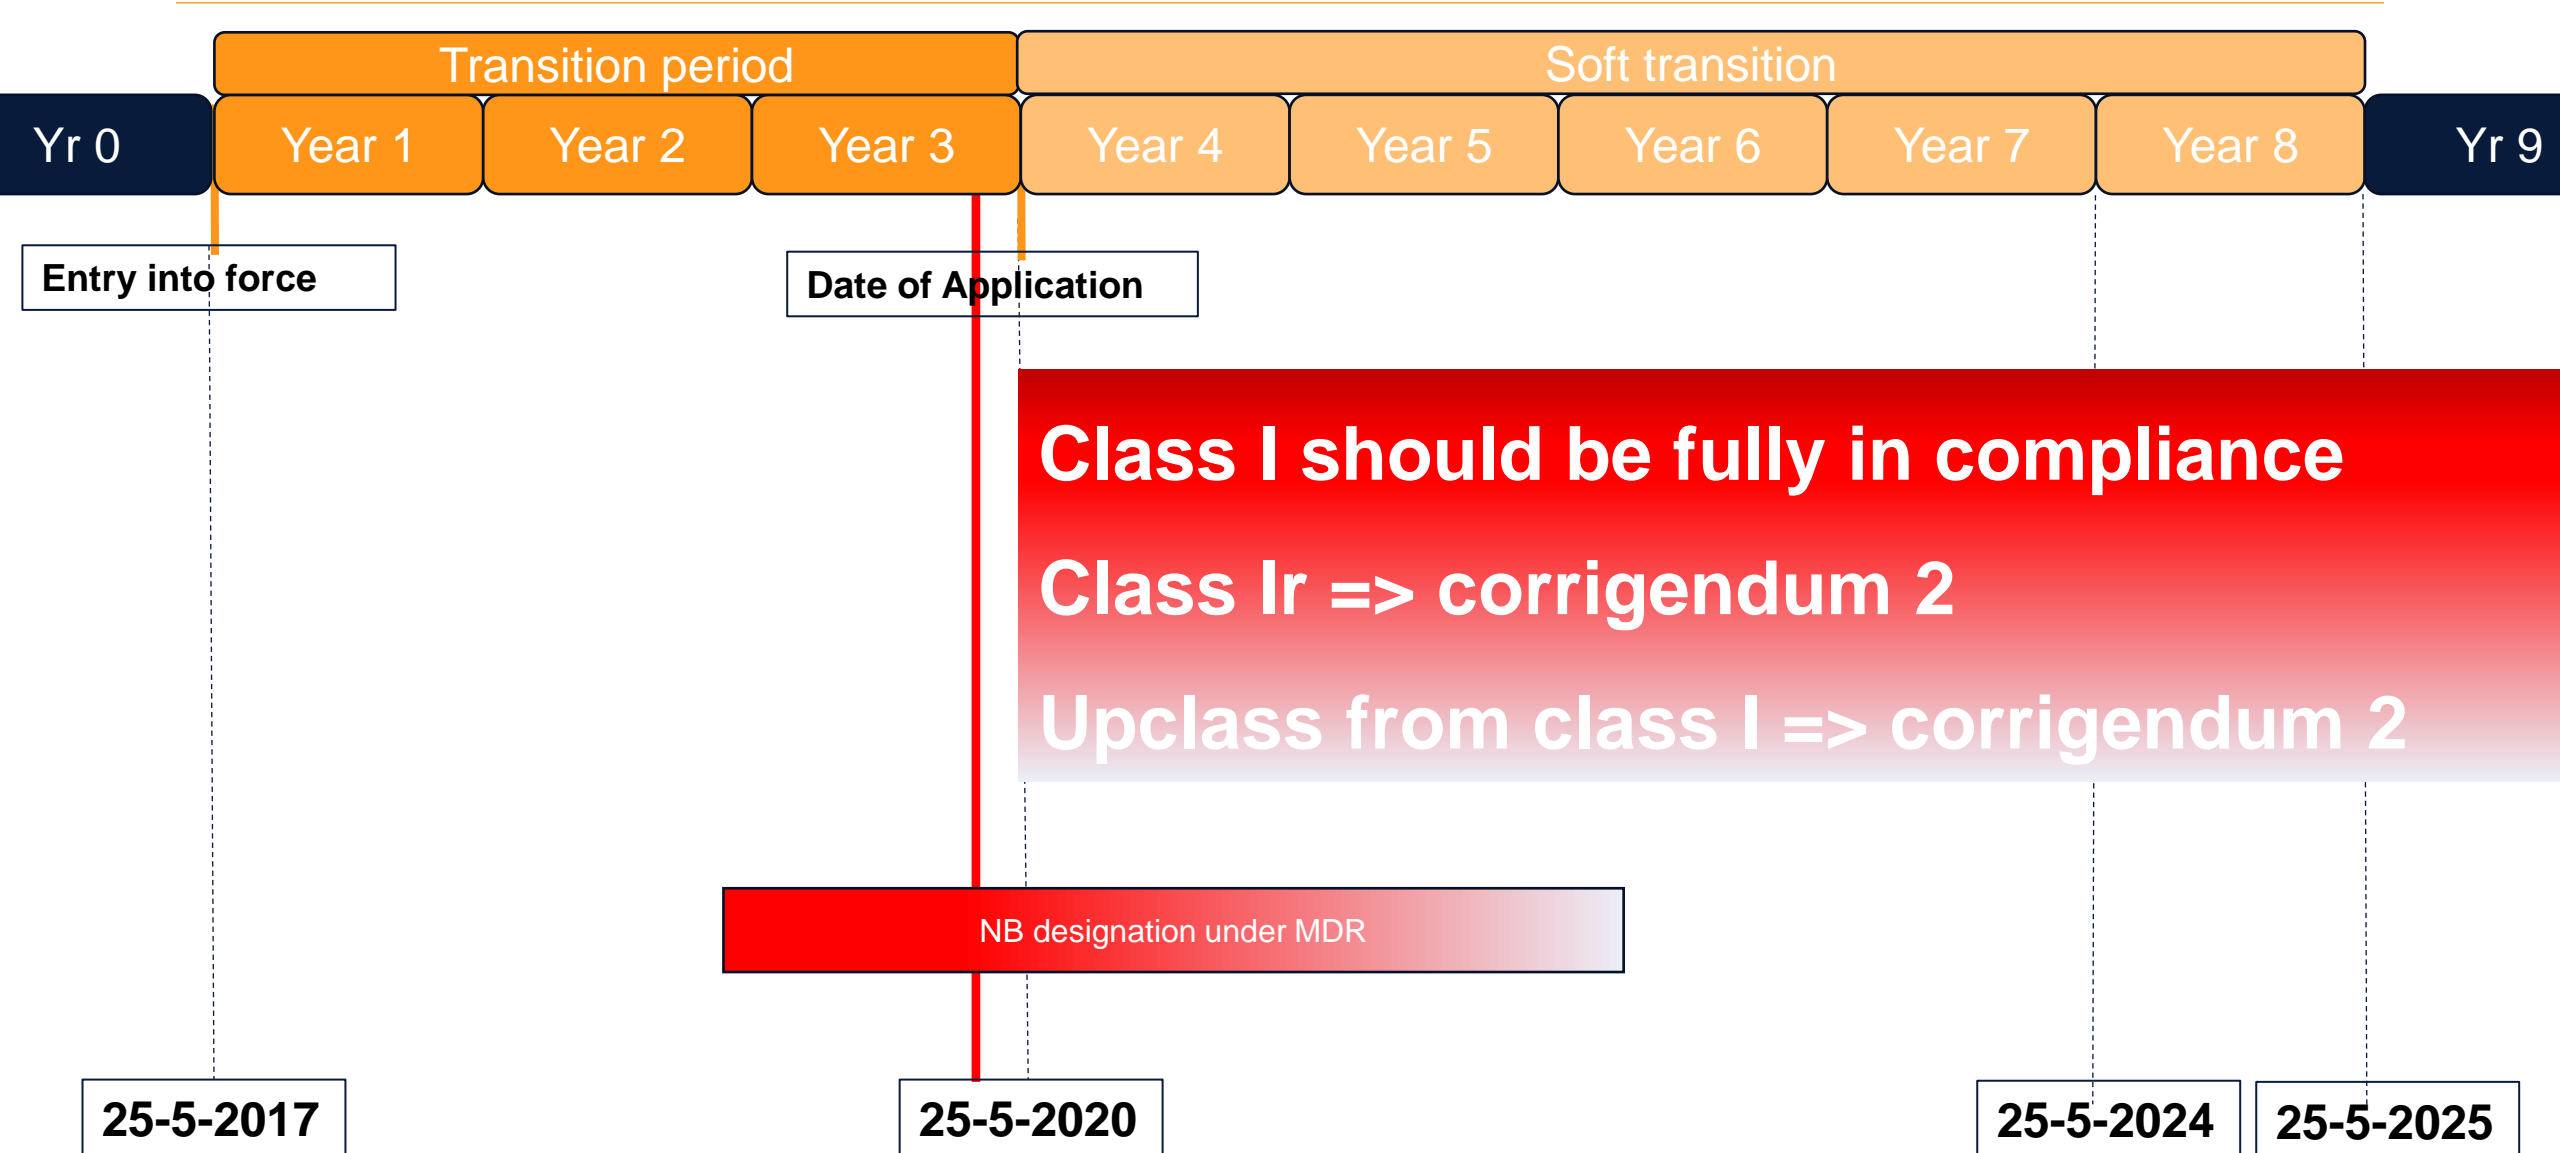 Transition period
Soft transition
Yr 0
Year 1
Year 2
Year 3
Year 4
Year 5
Year 6
Year 7
Year 8
Yr 9
Entry into force
Date of Application
Class I should be fully in compliance
Class Ir => corrigendum 2
Upclass from class I => corrigendum 2
NB designation under MDR
25-5-2017
25-5-2020
25-5-2024
25-5-2025